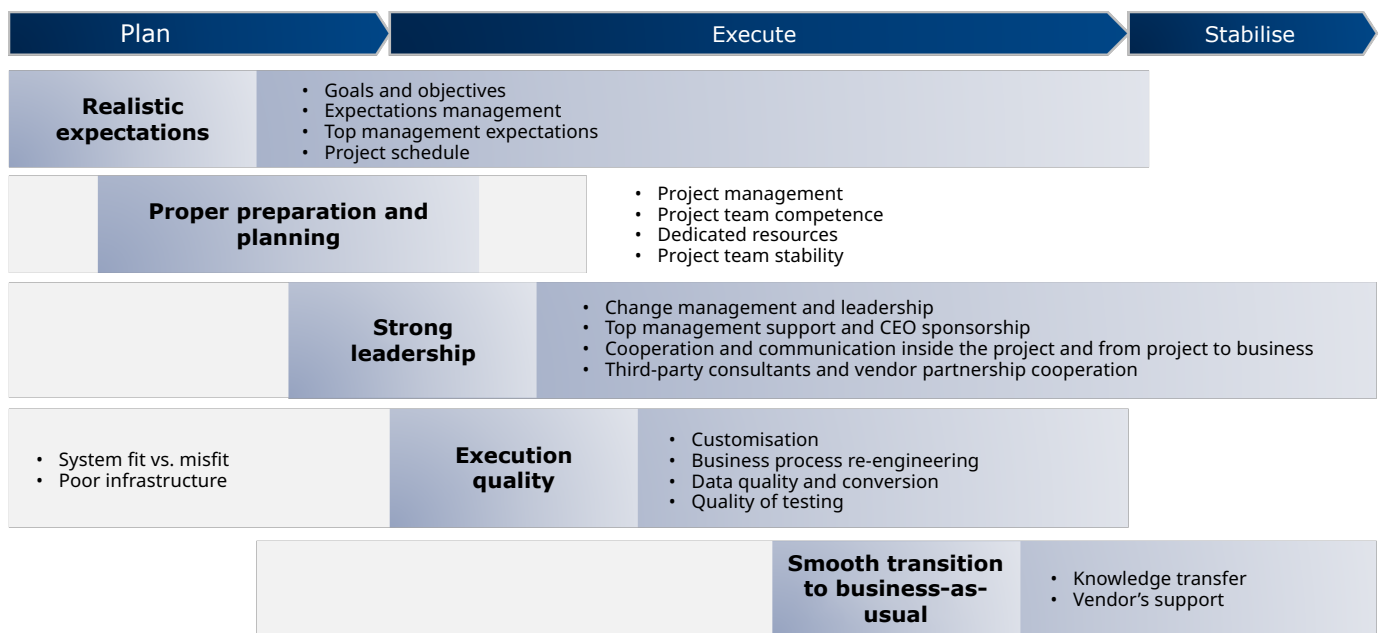 Plan
Execute
Stabilise
Realistic
expectations
• Goals and objectives
• Expectations management
• Top management expectations
• Project schedule
Proper preparation and
planning
• Project management
• Project team competence
• Dedicated resources
• Project team stability
Strong
leadership
• Change management and leadership
• Top management support and CEO sponsorship
• Cooperation and communication inside the project and from project to business
• Third-party consultants and vendor partnership cooperation
• System fit vs. misfit
• Poor infrastructure
Execution
quality
• Customisation
• Business process re-engineering
• Data quality and conversion
• Quality of testing
Smooth transition
to business-as-
usual
• Knowledge transfer
• Vendor’s support